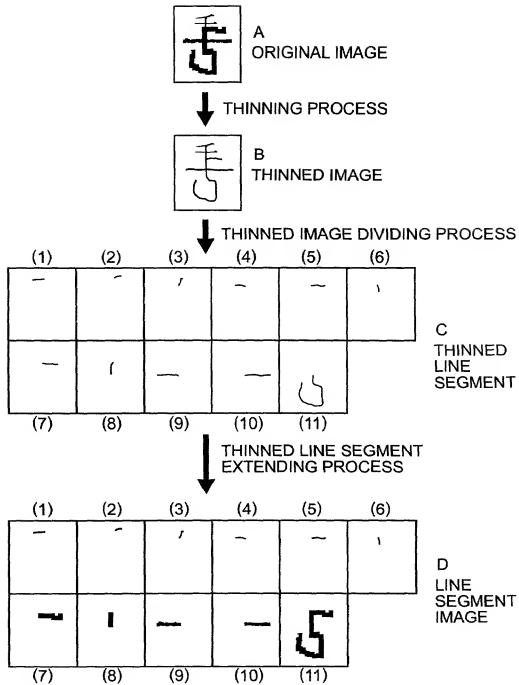 A
ORIGINAL IMAGE
THINNING PROCESS
B
THINNED IMAGE
THINNED IMAGE DIVIDING PROCESS
(1) (2) (3) (4) (5) (6)
C
THINNED
LINE
SEGMENT
(7) (8) (9) (10) (11)
THINNED LINE SEGMENT
EXTENDING PROCESS
(1) (2) (3) (4) (5) (6)
D
LINE
SEGMENT
IMAGE
(7) (8) (9) (10) (11)